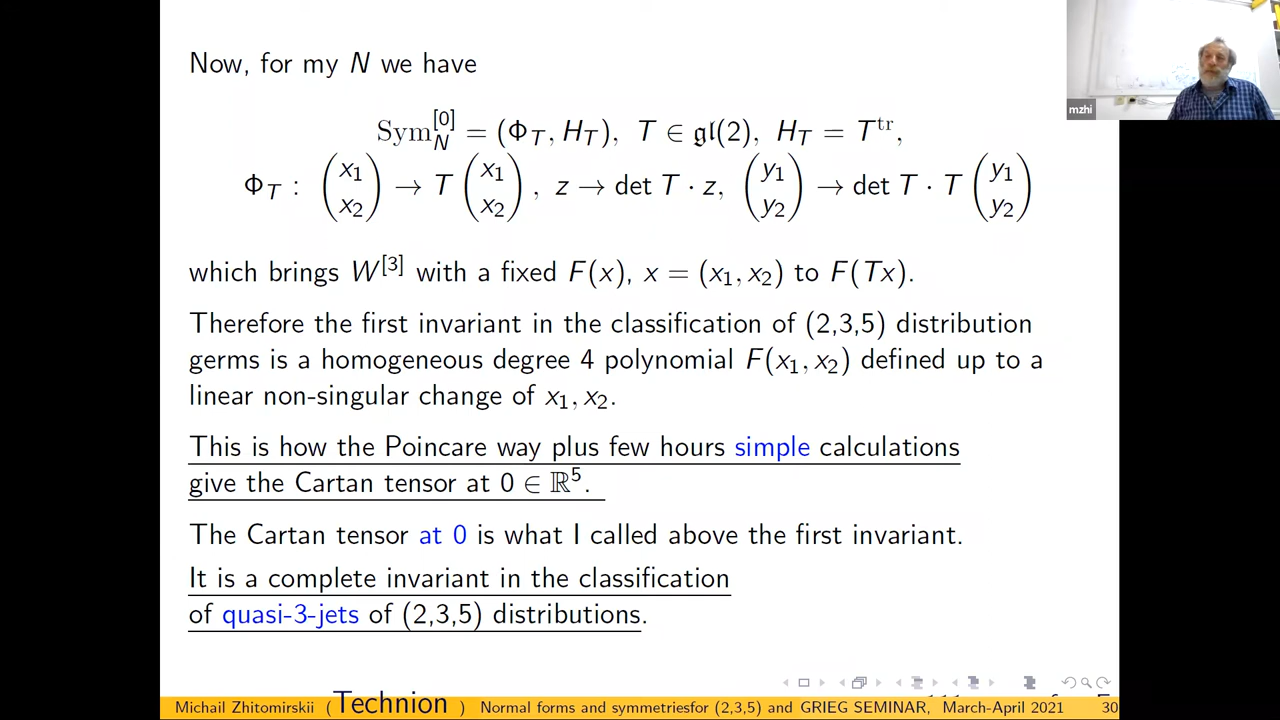 Now, for my N we have
Sym_N^[0] = (Φ_T, H_T), T ∈ 𝔤𝔩(2), H_T = T^tr,
Φ_T : (x₁ x₂) → T (x₁ x₂), z → det T · z, (y₁ y₂) → det T · T (y₁ y₂)
which brings W^[3] with a fixed F(x), x = (x₁, x₂) to F(Tx).
Therefore the first invariant in the classification of (2,3,5) distribution
germs is a homogeneous degree 4 polynomial F(x₁, x₂) defined up to a
linear non-singular change of x₁, x₂.
This is how the Poincare way plus few hours simple calculations
give the Cartan tensor at 0 ∈ ℝ⁵.
The Cartan tensor at 0 is what I called above the first invariant.
It is a complete invariant in the classification
of quasi-3-jets of (2,3,5) distributions.
Michail Zhitomirskii (Technion) Normal forms and symmetriesfor (2,3,5) and GRIEG SEMINAR, March-April 2021 30
mzhi